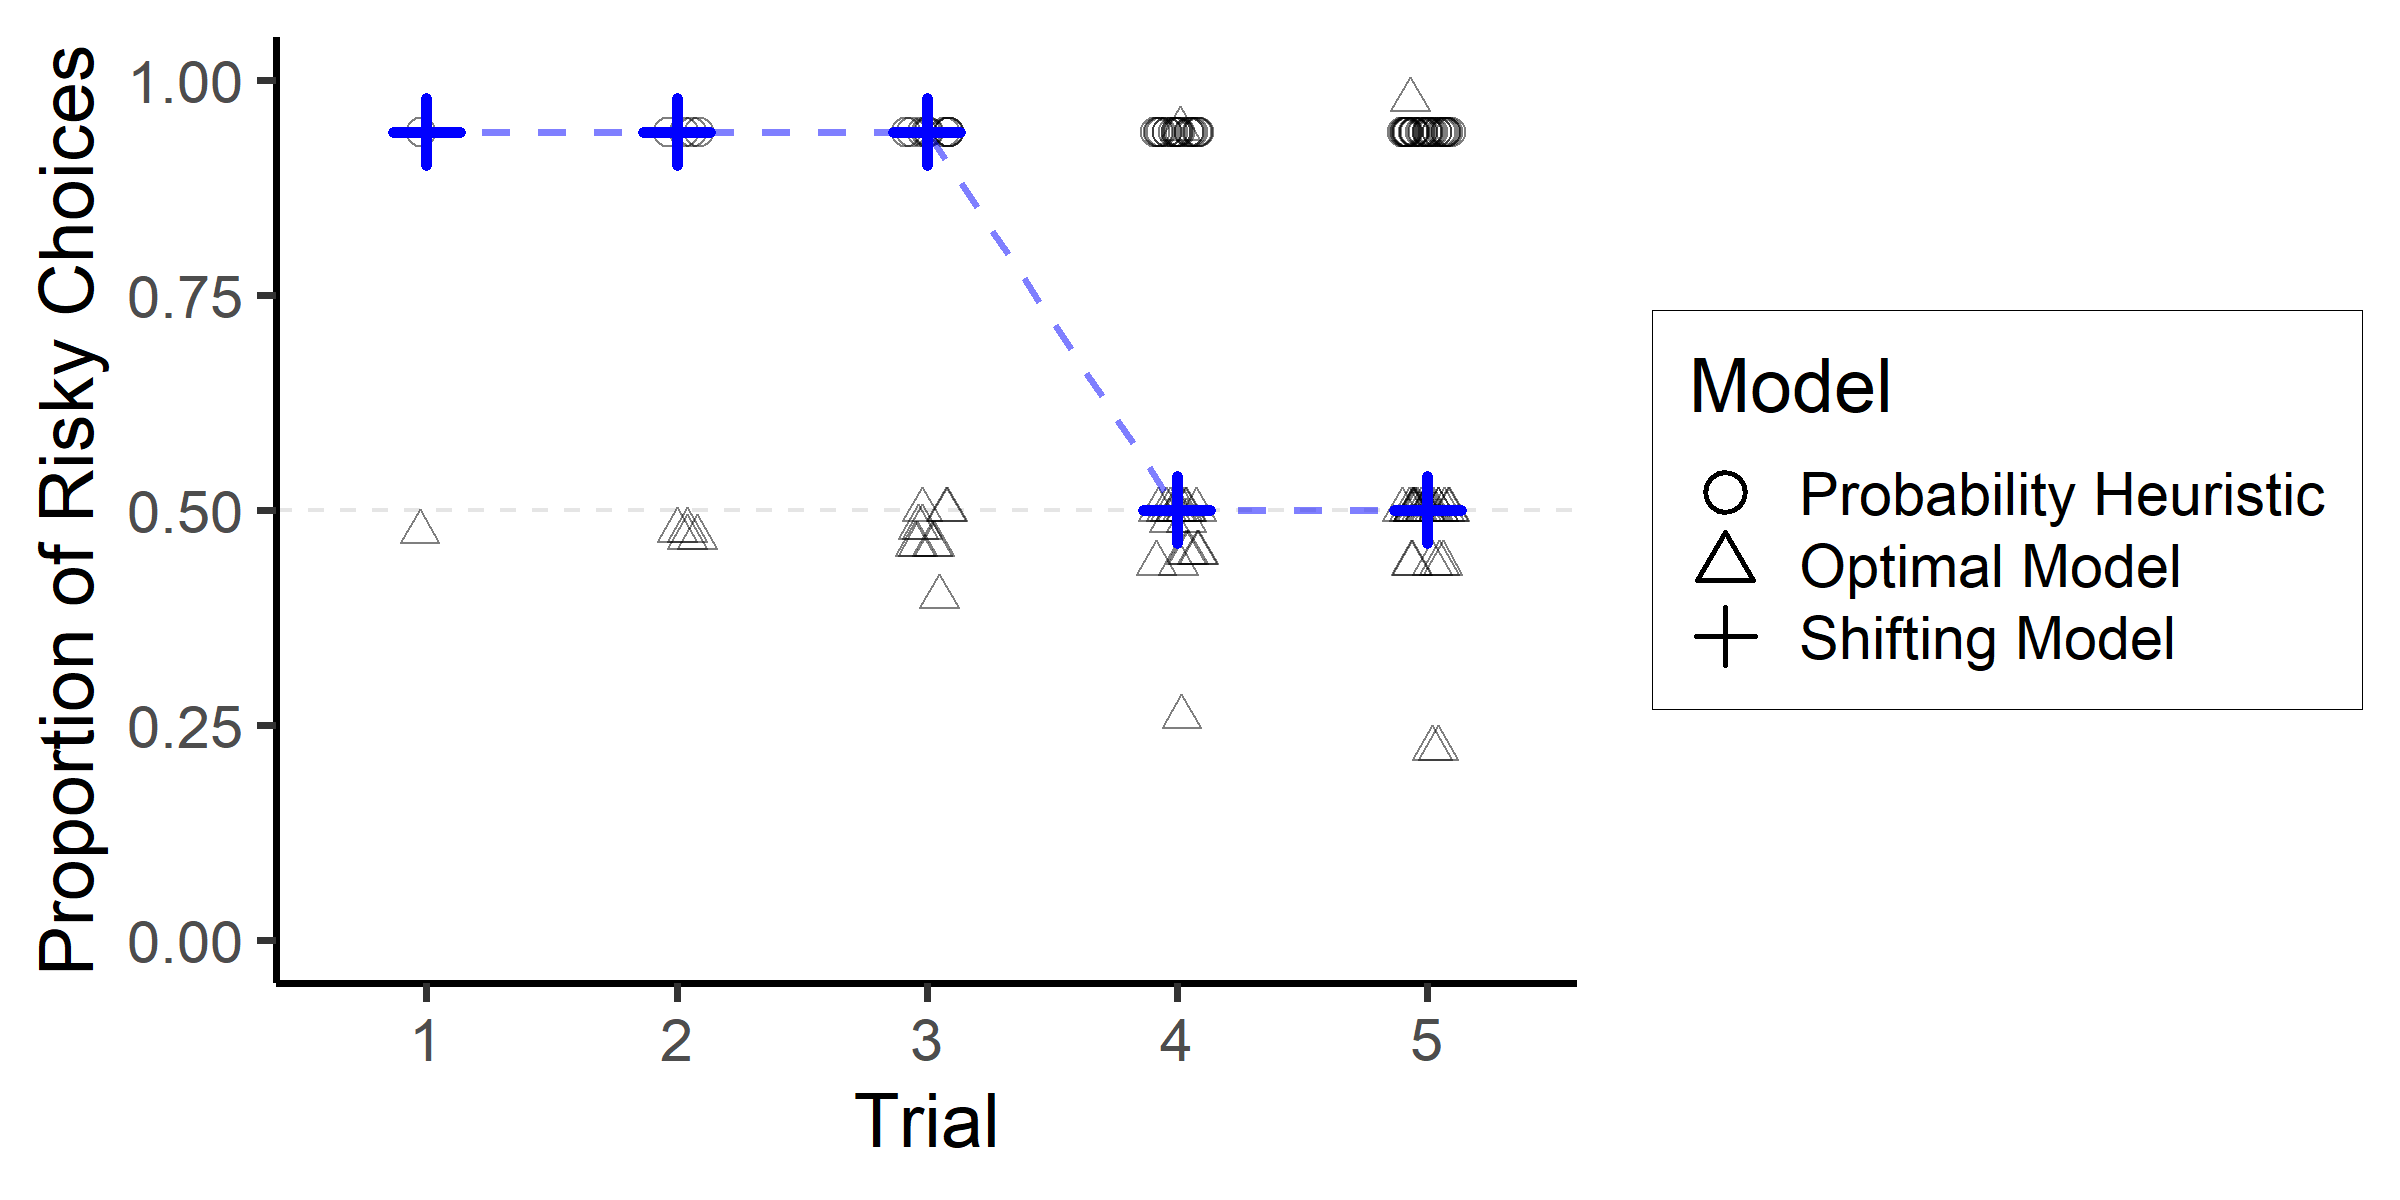 Proportion of Risky Choices
1.00
0.75
0.50
0.25
0.00
1 2 3 4 5
Trial
Model
Probability Heuristic
Optimal Model
Shifting Model